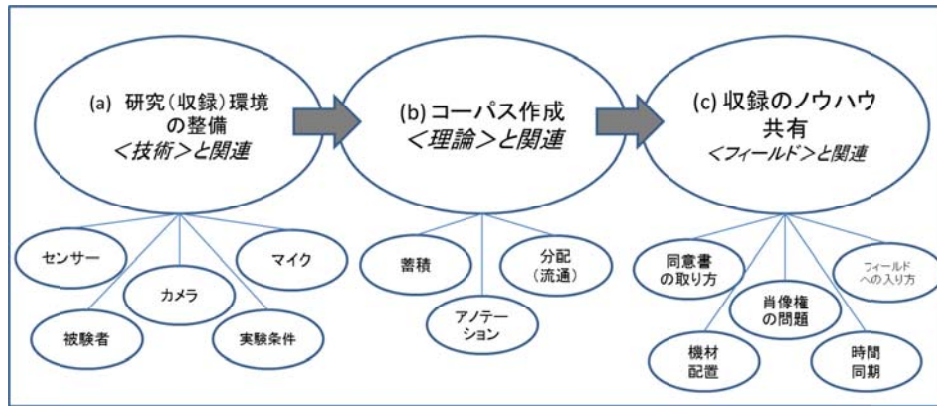 (a) 研究(収録)環境
の整備
<技術>と関連
(b) コーパス作成
<理論>と関連
(c) 収録のノウハウ
共有
<フィールド>と関連
センサー
マイク
カメラ
被験者
実験条件
蓄積
分配
(流通)
アノテー
ション
同意書
の取り方
フィールド
への入り方
肖像権
の問題
機材
配置
時間
同期